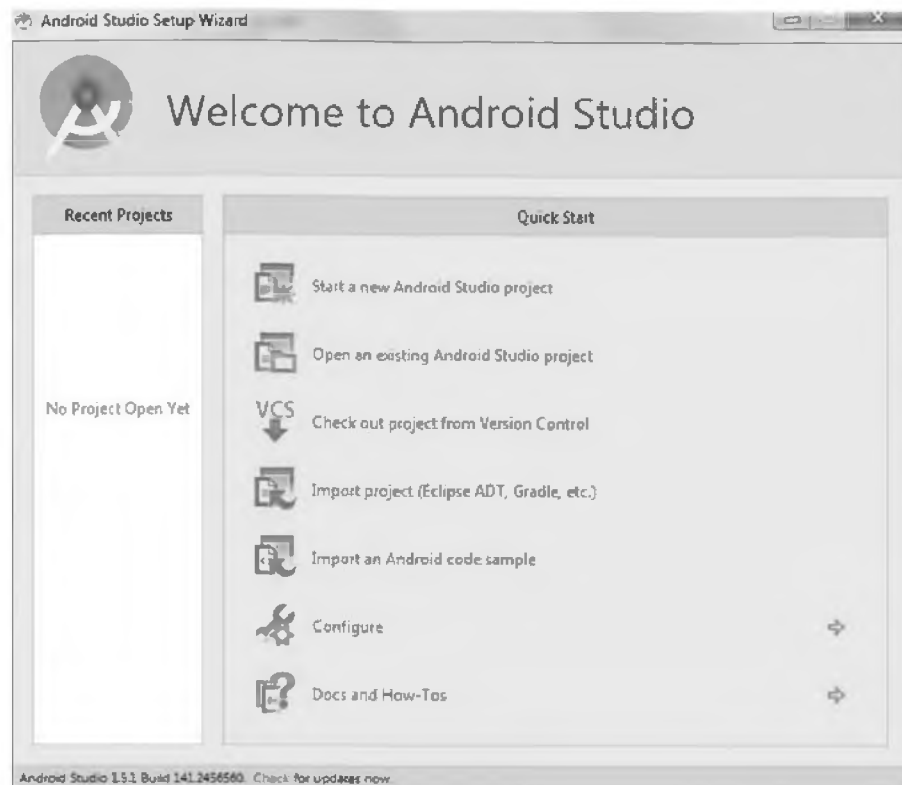 Android Studio Setup Wizard
Welcome to Android Studio
Recent Projects
No Project Open Yet
Quick Start
Start a new Android Studio project
Open an existing Android Studio project
VCS
Check out project from Version Control
Import project (Eclipse ADT, Gradle, etc.)
Import an Android code sample
Configure
Docs and How-Tos
Android Studio 1.5.1 Build 141.2456560. Check for updates now.